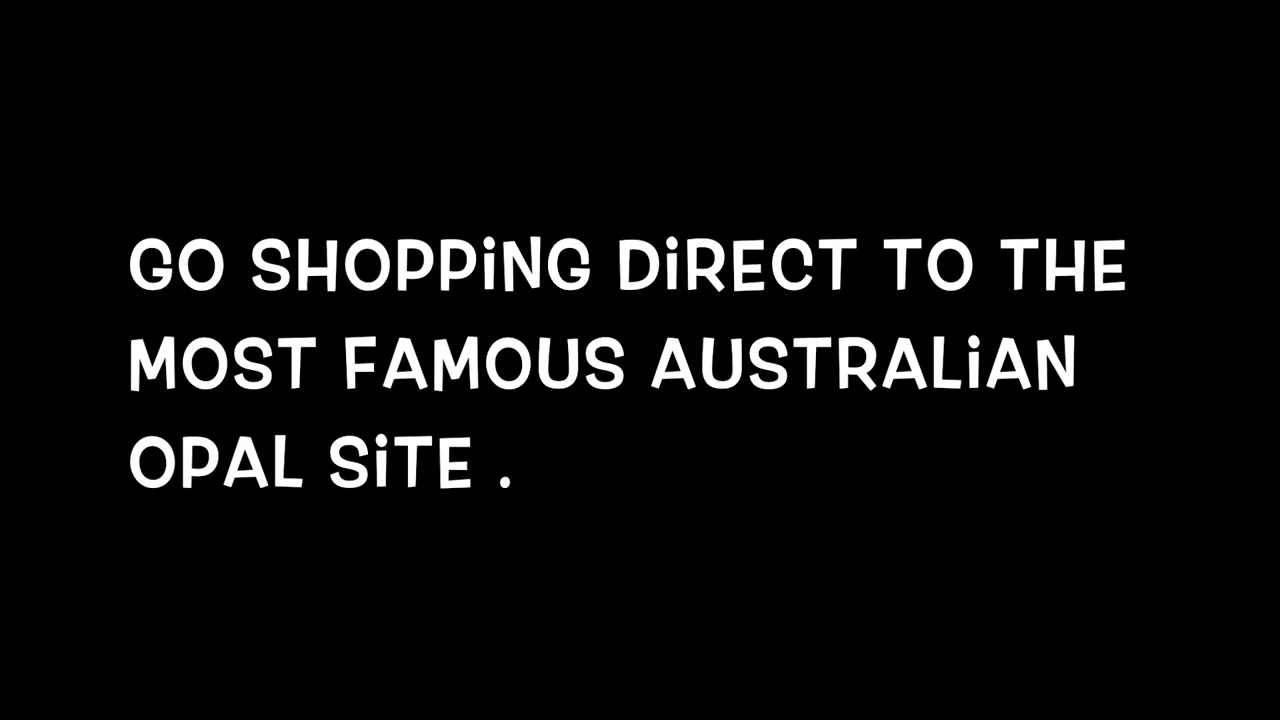 GO SHOPPiNG DiRECT TO THE
MOST FAMOUS AUSTRALiAN
OPAL SiTE .